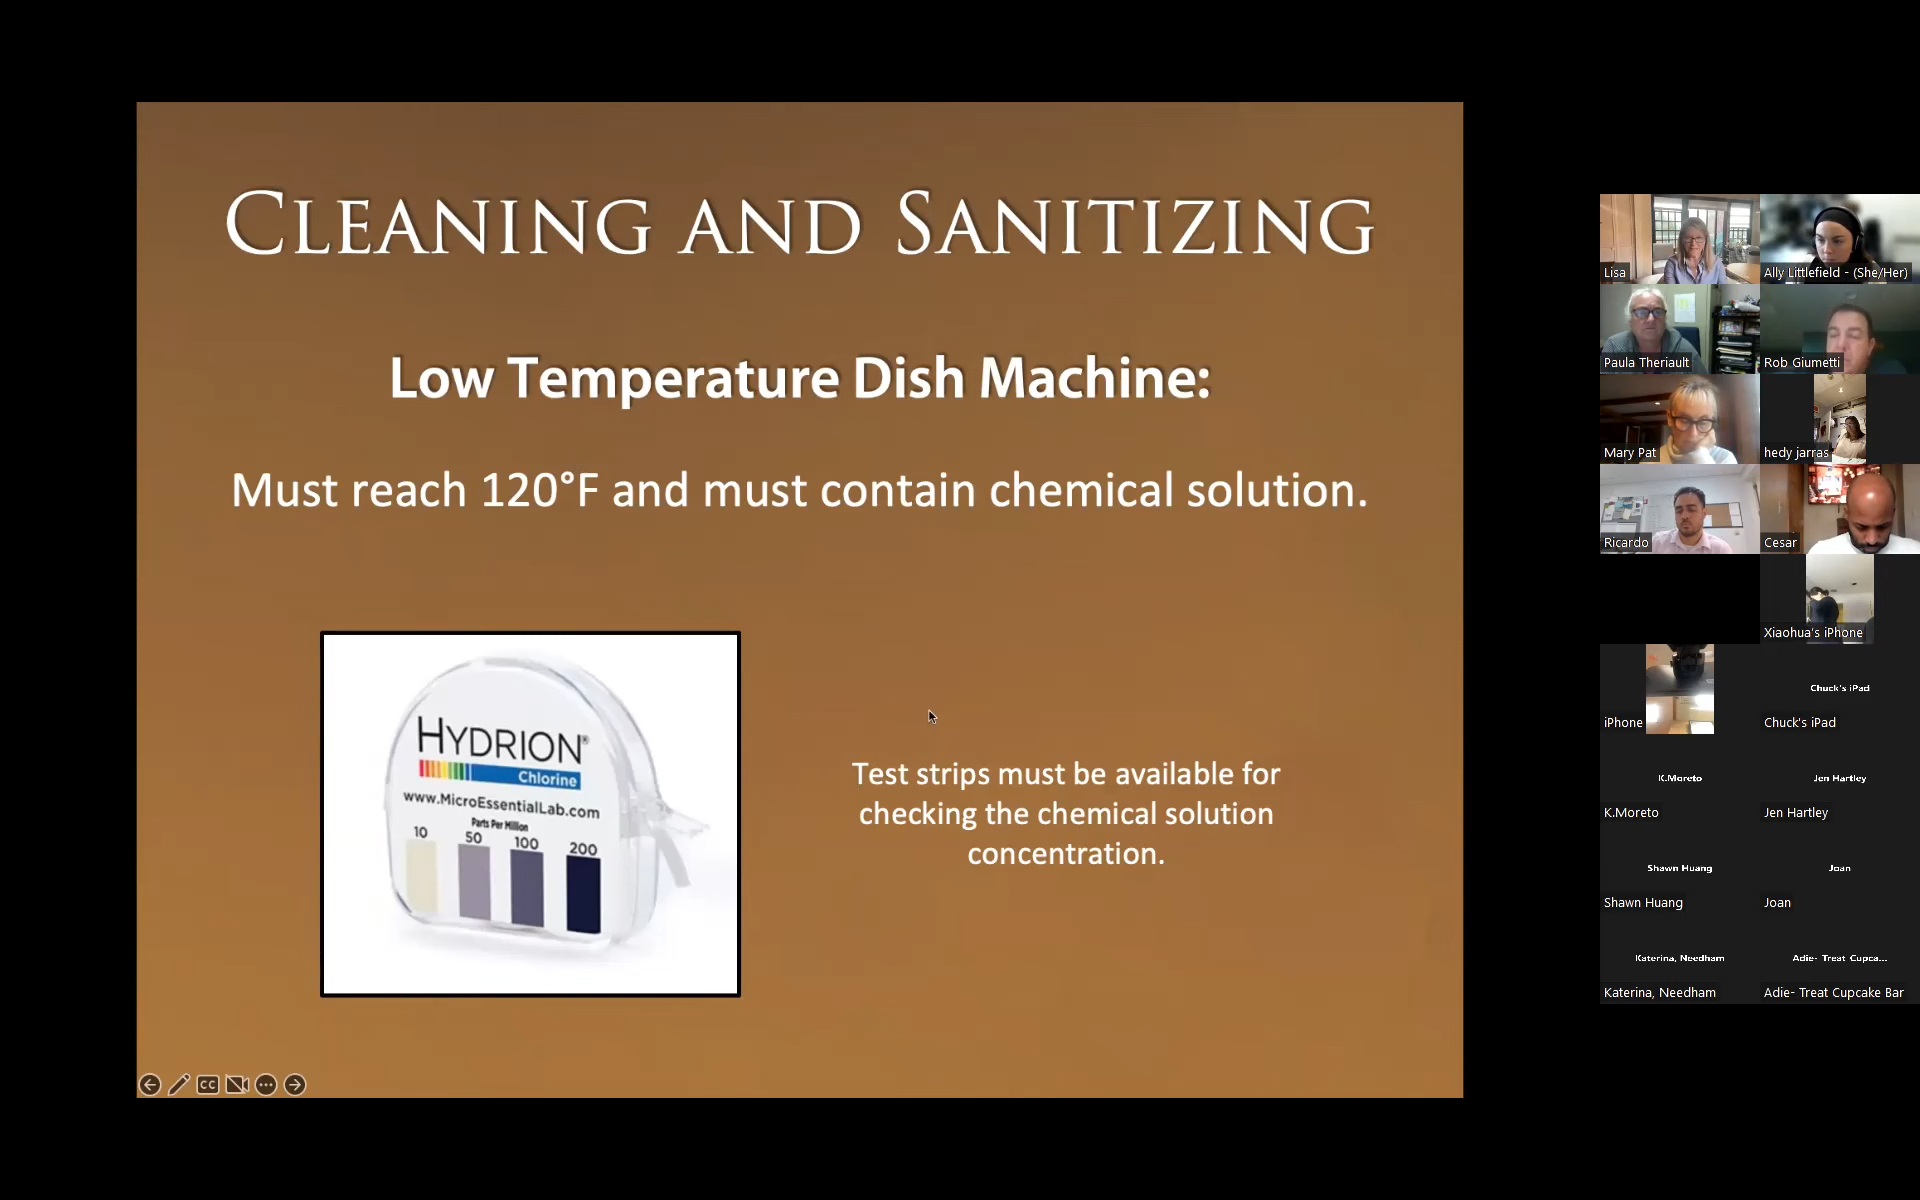 CLEANING AND SANITIZING
Low Temperature Dish Machine:
Must reach 120°F and must contain chemical solution.
HYDRION®
Chlorine
www.MicroEssentialLab.com
Parts Per Million
10
50
100
200
Test strips must be available for
checking the chemical solution
concentration.
CC
Lisa
Ally Littlefield - (She/Her)
Paula Theriault
Rob Giumetti
Mary Pat
hedy jarras
Ricardo
Cesar
Xiaohua's iPhone
iPhone
Chuck's iPad
Chuck's iPad
K.Moreto
K.Moreto
Jen Hartley
Jen Hartley
Shawn Huang
Shawn Huang
Joan
Joan
Katerina, Needham
Katerina, Needham
Adie- Treat Cupca...
Adie- Treat Cupcake Bar